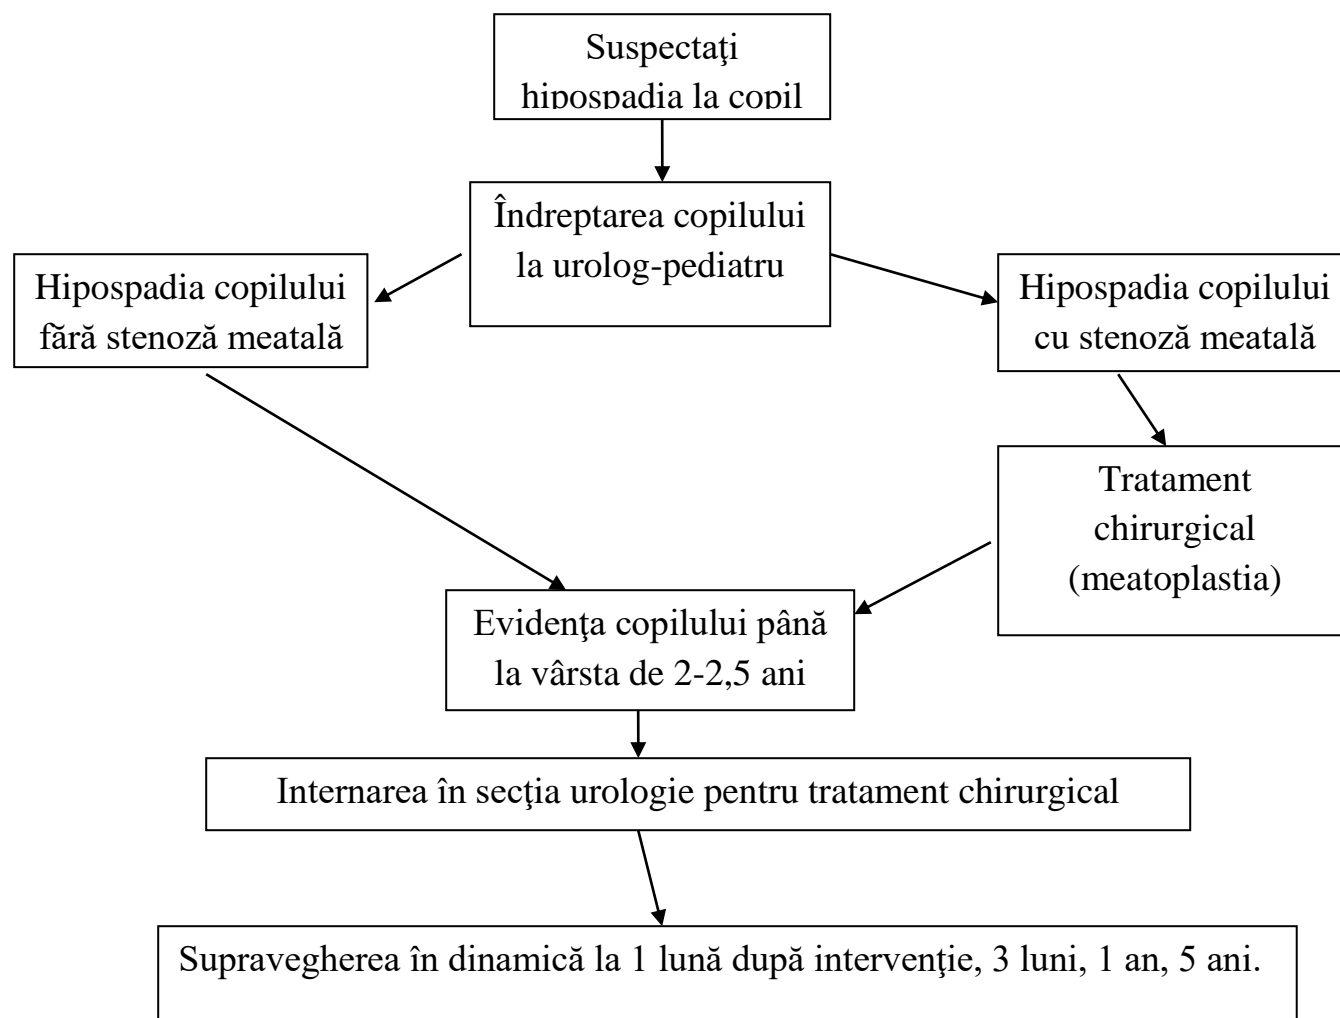 Suspectaţi
hipospadia la copil
Îndreptarea copilului
la urolog-pediatru
Hipospadia copilului
fără stenoză meatală
Hipospadia copilului
cu stenoză meatală
Tratament
chirurgical
(meatoplastia)
Evidenţa copilului până
la vârsta de 2-2,5 ani
Internarea în secţia urologie pentru tratament chirurgical
Supravegherea în dinamică la 1 lună după intervenţie, 3 luni, 1 an, 5 ani.